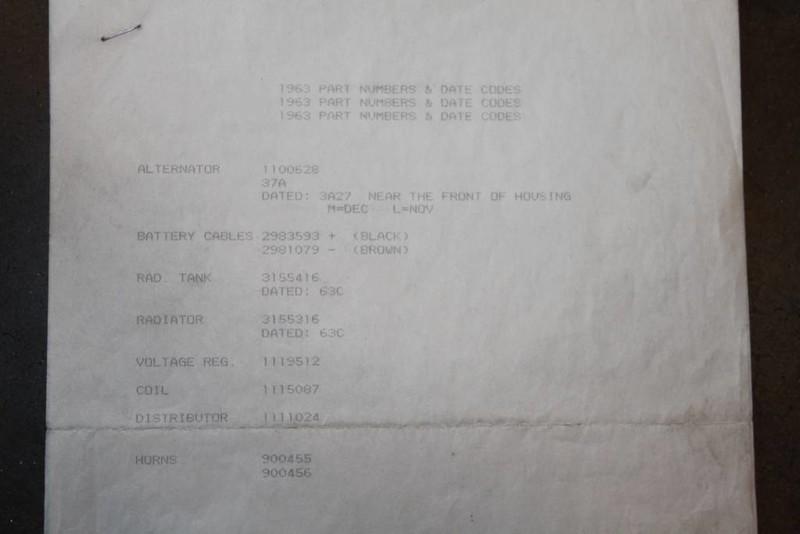 1963 PART NUMBERS & DATE CODES
1963 PART NUMBERS & DATE CODES
1963 PART NUMBERS & DATE CODES
ALTERNATOR 1100628
37A
DATED: 3A27 NEAR THE FRONT OF HOUSING
M=DEC L=NOV
BATTERY CABLES 2983593 + (BLACK)
2981079 - (BROWN)
RAD. TANK 3155416
DATED: 63C
RADIATOR 3155316
DATED: 63C
VOLTAGE REG. 1119512
COIL 1115087
DISTRIBUTOR 1111024
HORNS 900455
900456